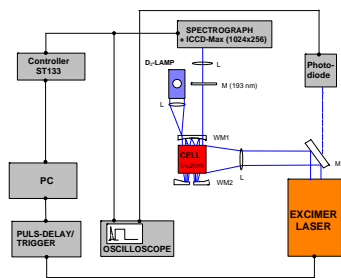 SPECTROGRAPH
+ ICCD-Max (1024x256)
Controller
ST133
D₂-LAMP
L
M (193 nm)
Photo-
diode
L
WM1
CELL
WM2
L
M
PC
PULS-DELAY/
TRIGGER
OSCILLOSCOPE
EXCIMER
LASER